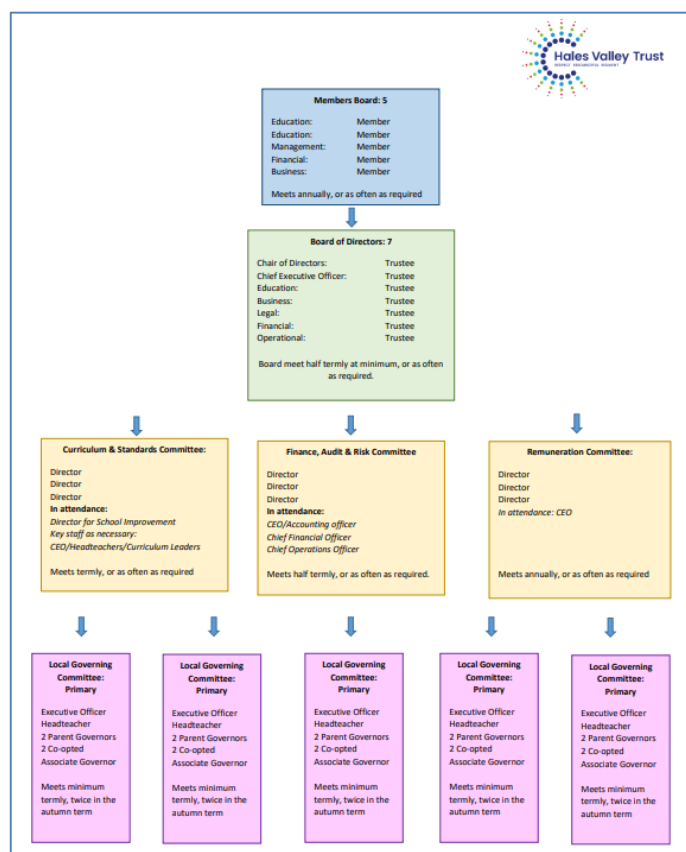 Hales Valley Trust
RESPECT RESOURCEFUL RESILIENT
Members Board: 5
Education: Member
Education: Member
Management: Member
Financial: Member
Business: Member
Meets annually, or as often as required
Board of Directors: 7
Chair of Directors: Trustee
Chief Executive Officer: Trustee
Education: Trustee
Business: Trustee
Legal: Trustee
Financial: Trustee
Operational: Trustee
Board meet half termly at minimum, or as often
as required.
Curriculum & Standards Committee:
Director
Director
Director
In attendance:
Director for School Improvement
Key staff as necessary:
CEO/Headteachers/Curriculum Leaders
Meets termly, or as often as required
Finance, Audit & Risk Committee
Director
Director
Director
In attendance:
CEO/Accounting officer
Chief Financial Officer
Chief Operations Officer
Meets half termly, or as often as required.
Remuneration Committee:
Director
Director
Director
In attendance: CEO
Meets annually, or as often as required
Local Governing
Committee:
Primary
Executive Officer
Headteacher
2 Parent Governors
2 Co-opted
Associate Governor
Meets minimum
termly, twice in the
autumn term
Local Governing
Committee:
Primary
Executive Officer
Headteacher
2 Parent Governors
2 Co-opted
Associate Governor
Meets minimum
termly, twice in the
autumn term
Local Governing
Committee:
Primary
Executive Officer
Headteacher
2 Parent Governors
2 Co-opted
Associate Governor
Meets minimum
termly, twice in the
autumn term
Local Governing
Committee:
Primary
Executive Officer
Headteacher
2 Parent Governors
2 Co-opted
Associate Governor
Meets minimum
termly, twice in the
autumn term
Local Governing
Committee:
Primary
Executive Officer
Headteacher
2 Parent Governors
2 Co-opted
Associate Governor
Meets minimum
termly, twice in the
autumn term